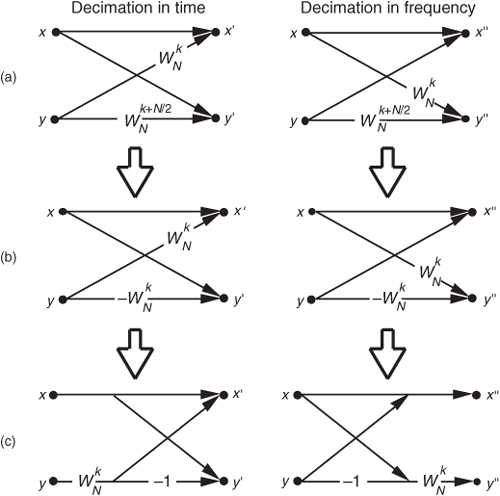 Decimation in time Decimation in frequency
x x' x x"
W_N^k
(a)
W_N^k
y W_N^{k+N/2} y' y W_N^{k+N/2} y"
x x' x x"
W_N^k
(b)
W_N^k
y –W_N^k y' y –W_N^k y"
x x' x x"
(c)
y W_N^k –1 y' y –1 W_N^k y"